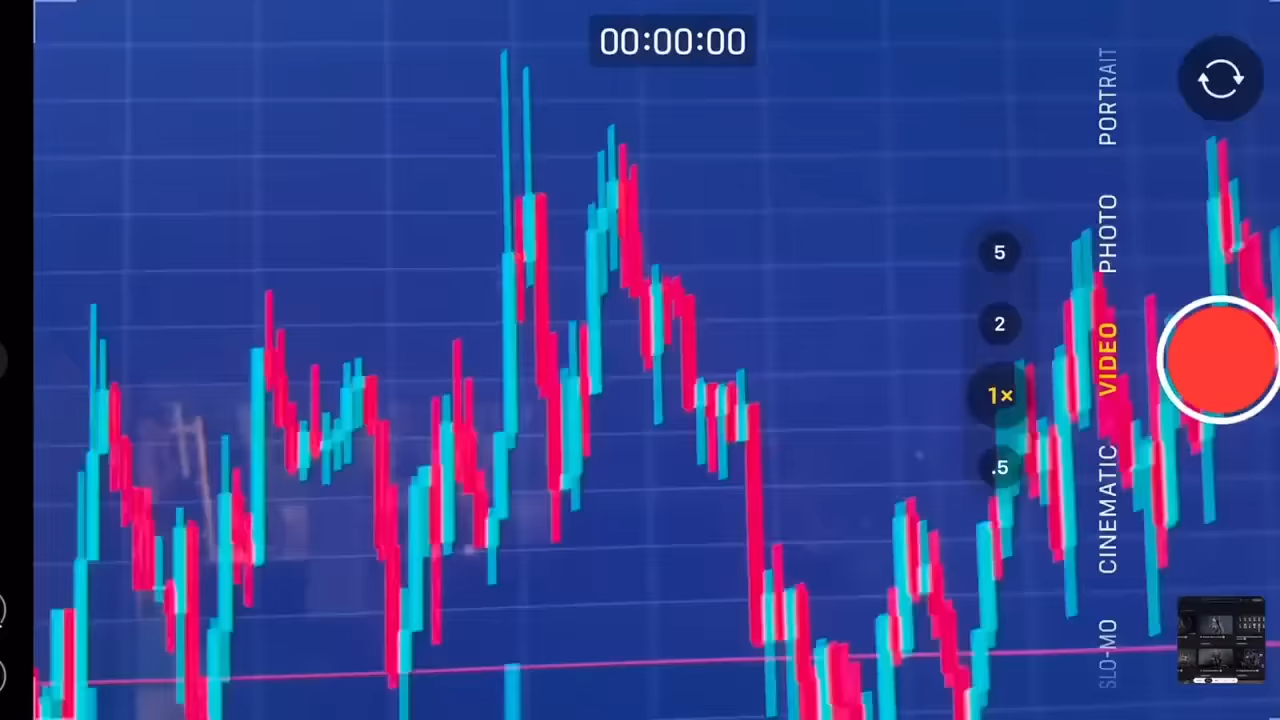 00:00:00
PORTRAIT
PHOTO
VIDEO
CINEMATIC
SLO-MO
5
2
1×
.5